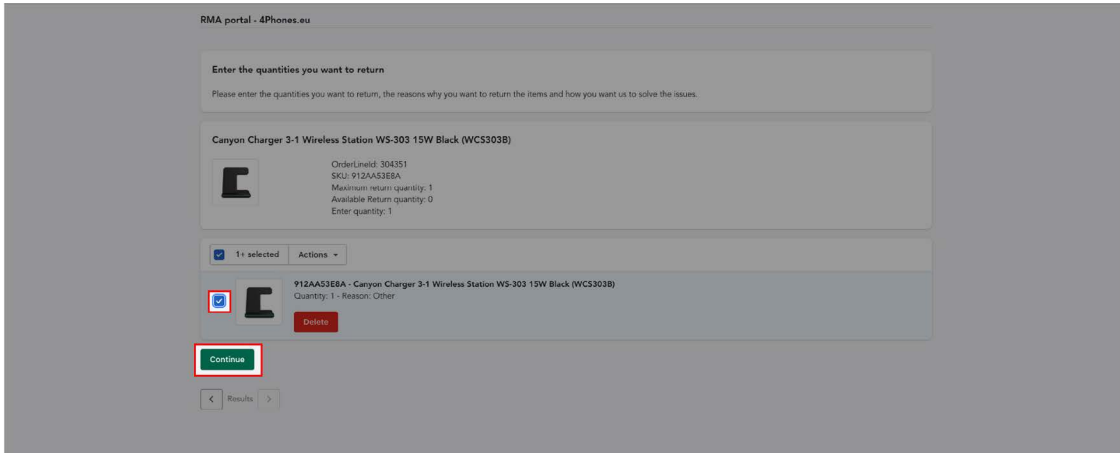 RMA portal - 4Phones.eu
Enter the quantities you want to return
Please enter the quantities you want to return, the reasons why you want to return the items and how you want us to solve the issues.
Canyon Charger 3-1 Wireless Station WS-303 15W Black (WCS303B)
OrderLineId: 304351
SKU: 912AA53E8A
Maximum return quantity: 1
Available Return quantity: 0
Enter quantity: 1
1+ selected Actions
912AA53E8A - Canyon Charger 3-1 Wireless Station WS-303 15W Black (WCS303B)
Quantity: 1 - Reason: Other
Delete
Continue
Results